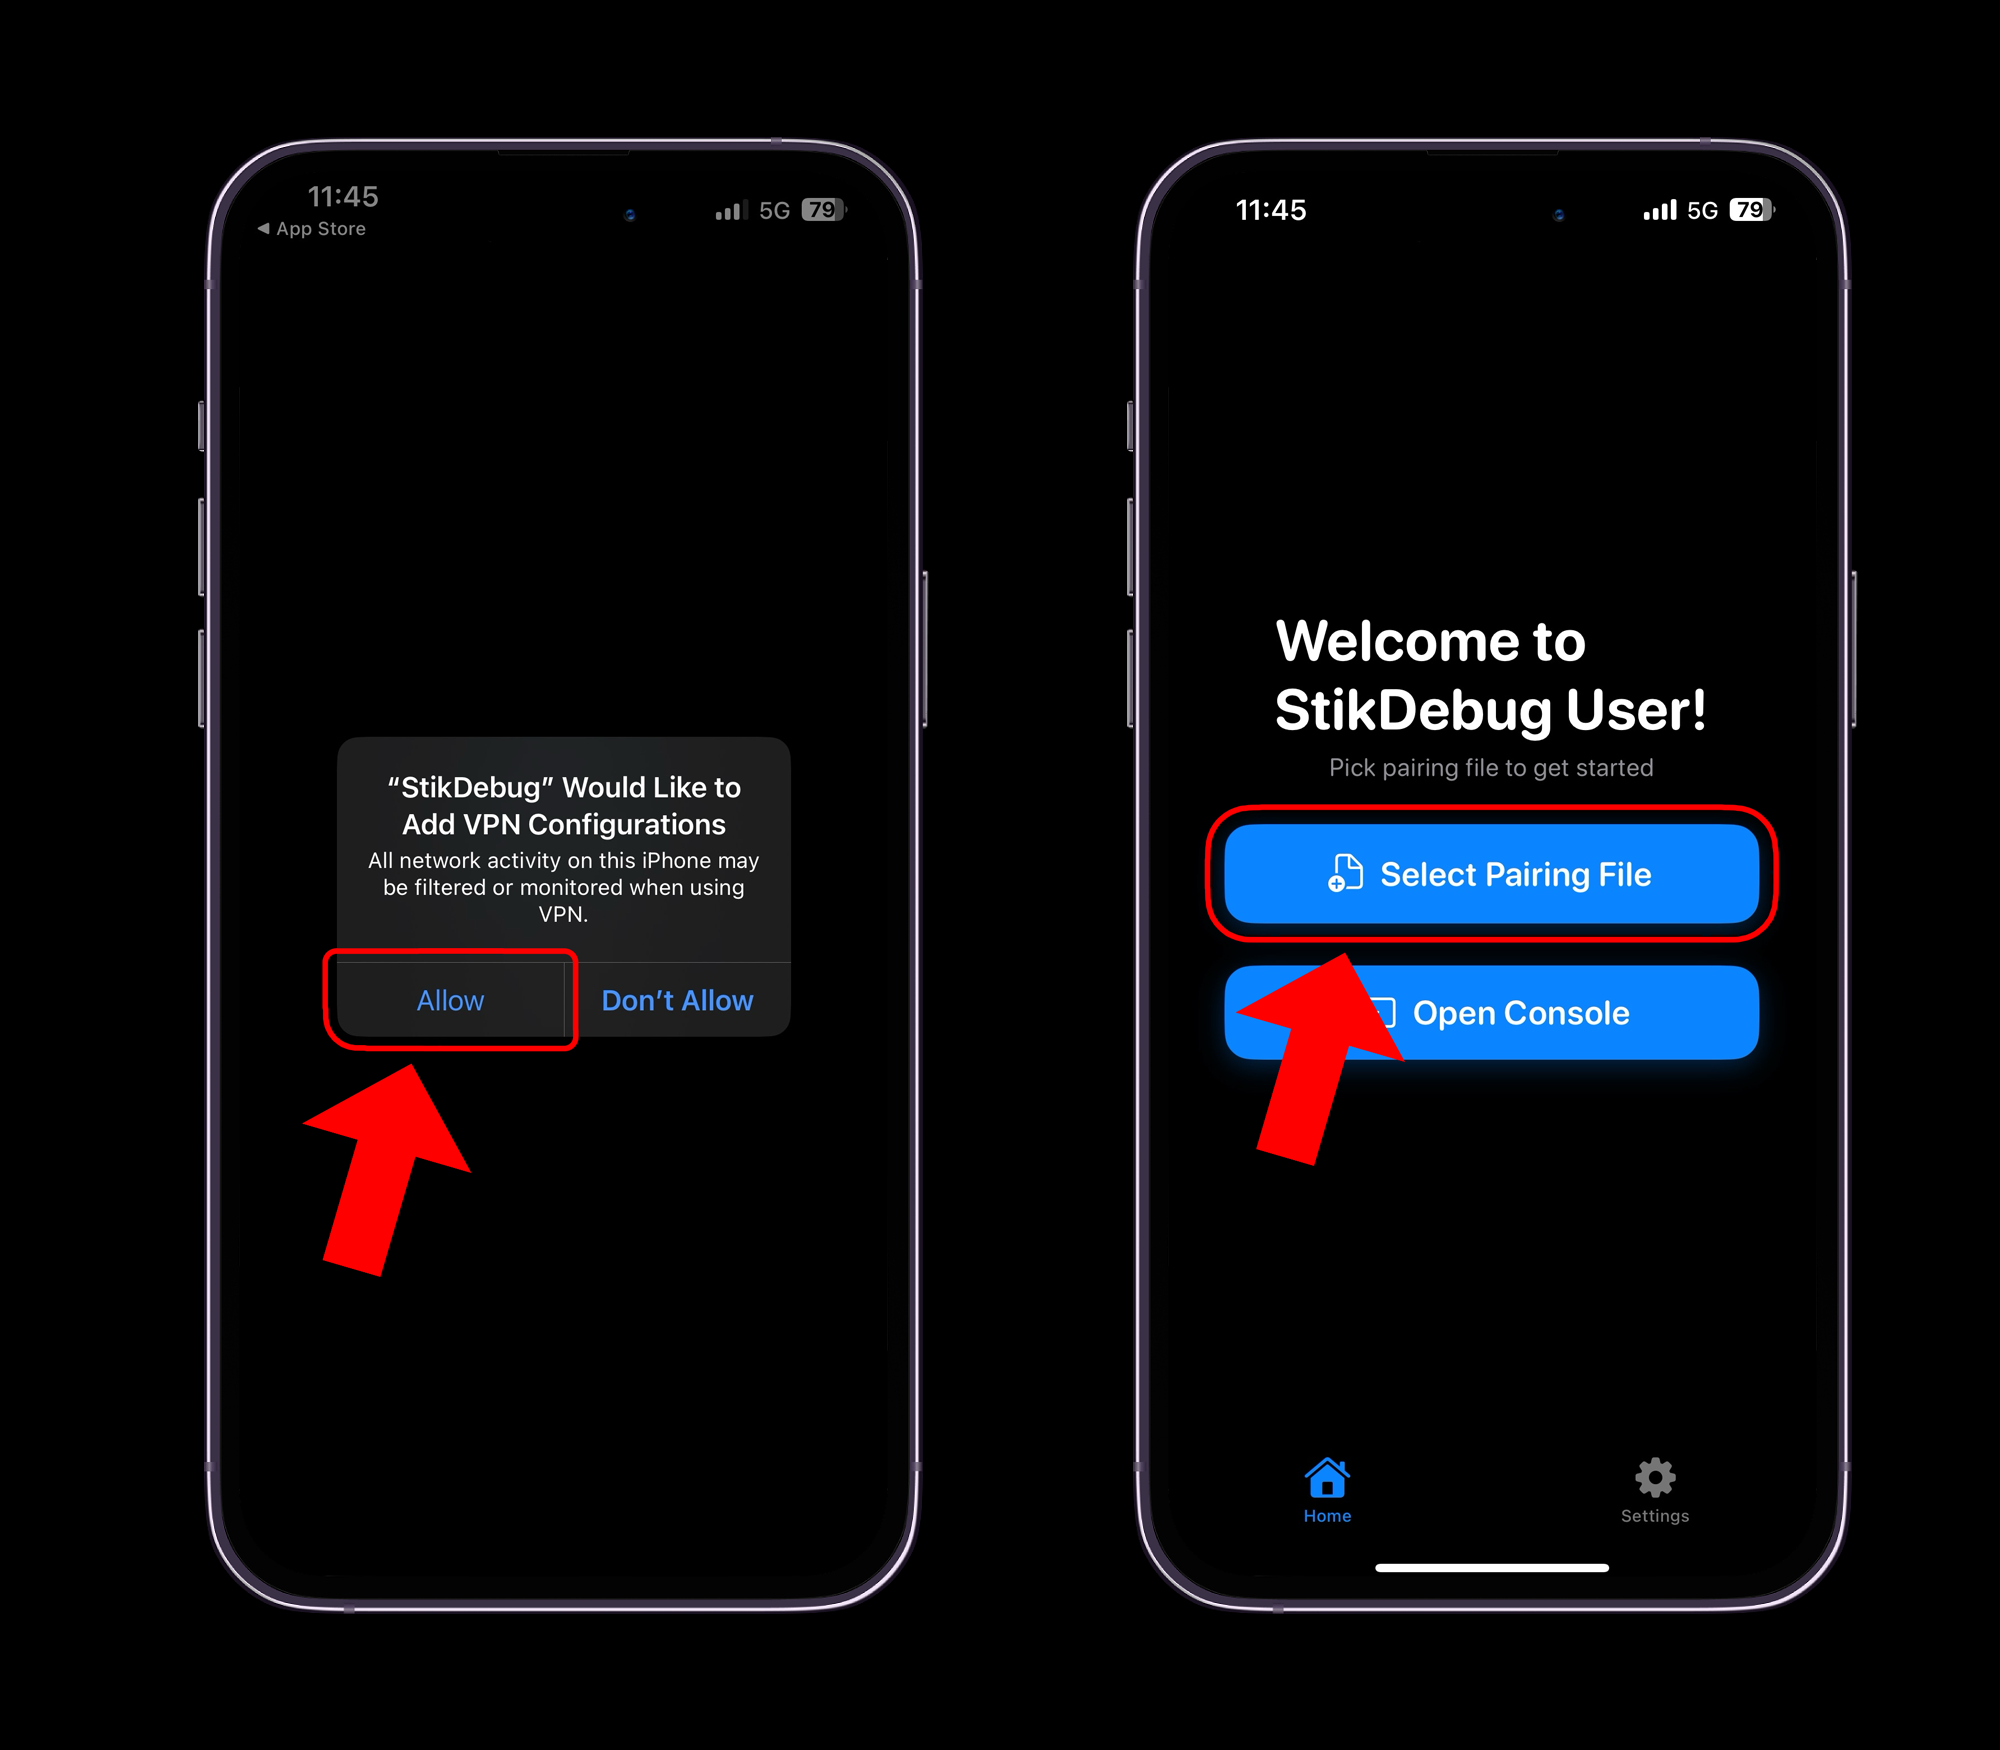 11:45
◀ App Store
5G 79
“StikDebug” Would Like to
Add VPN Configurations
All network activity on this iPhone may
be filtered or monitored when using
VPN.
Allow
Don’t Allow
11:45
5G 79
Welcome to
StikDebug User!
Pick pairing file to get started
Select Pairing File
Open Console
Home
Settings